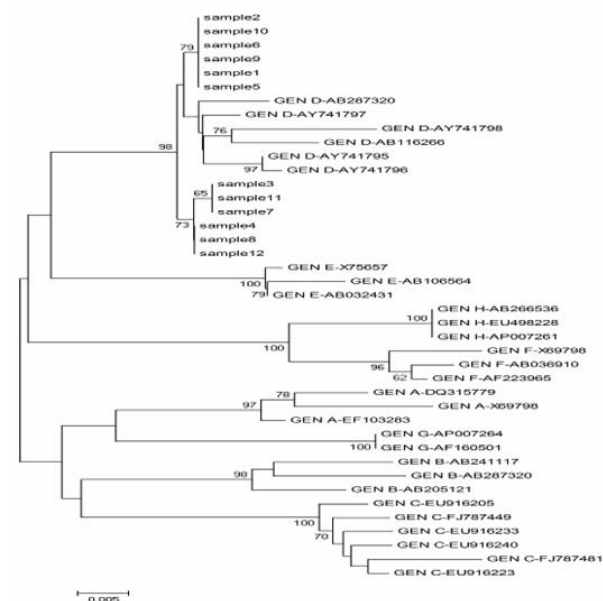 sample2
sample10
79
sample6
sample9
sample1
sample5
GEN D-AB287320
GEN D-AY741797
76
GEN D-AY741798
GEN D-AB116266
98
GEN D-AY741795
97
GEN D-AY741796
sample3
65
sample11
sample7
73
sample4
sample8
sample12
GEN E-X75657
100
GEN E-AB106564
79
GEN E-AB032431
GEN H-AB266536
100
GEN H-EU498228
GEN H-AP007261
100
GEN F-X69798
96
GEN F-AB036910
62
GEN F-AF223965
78
GEN A-DQ315779
97
GEN A-X69798
GEN A-EF103283
GEN G-AP007264
100
GEN G-AF160501
GEN B-AB241117
98
GEN B-AB287320
GEN B-AB205121
GEN C-EU916205
100
GEN C-FJ787449
70
GEN C-EU916233
GEN C-EU916240
GEN C-FJ787481
GEN C-EU916223
0.005